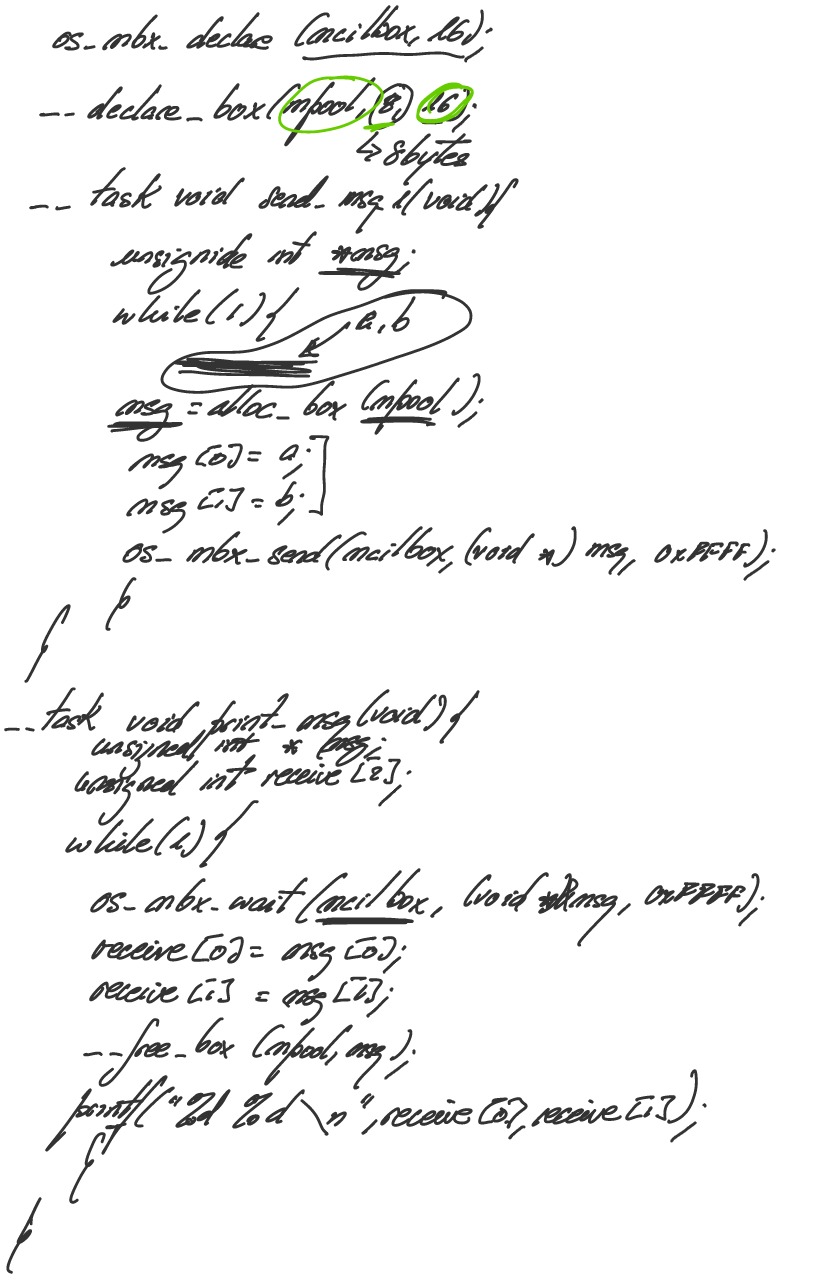 os_mbx_declare (mailbox, 16);
__declare_box (mpool, 8, 16);
↳ 8 bytes
__task void send_msg1(void){
unsignide int *msg;
while(1){
a, b
msg = alloc_box (mpool);
msg [0] = a;
msg [1] = b;
os_mbx_send(mailbox, (void *) msg, 0xFFFF);
}
}
__task void print_msg(void){
unsigned int * msg;
unsigned int receive [2];
while(1){
os_mbx_wait (mailbox, (void **)&msg, 0xFFFF);
receive [0] = msg [0];
receive [1] = msg [1];
__free_box (mpool, msg);
printf("%d %d \n", receive [0], receive [1]);
}
}